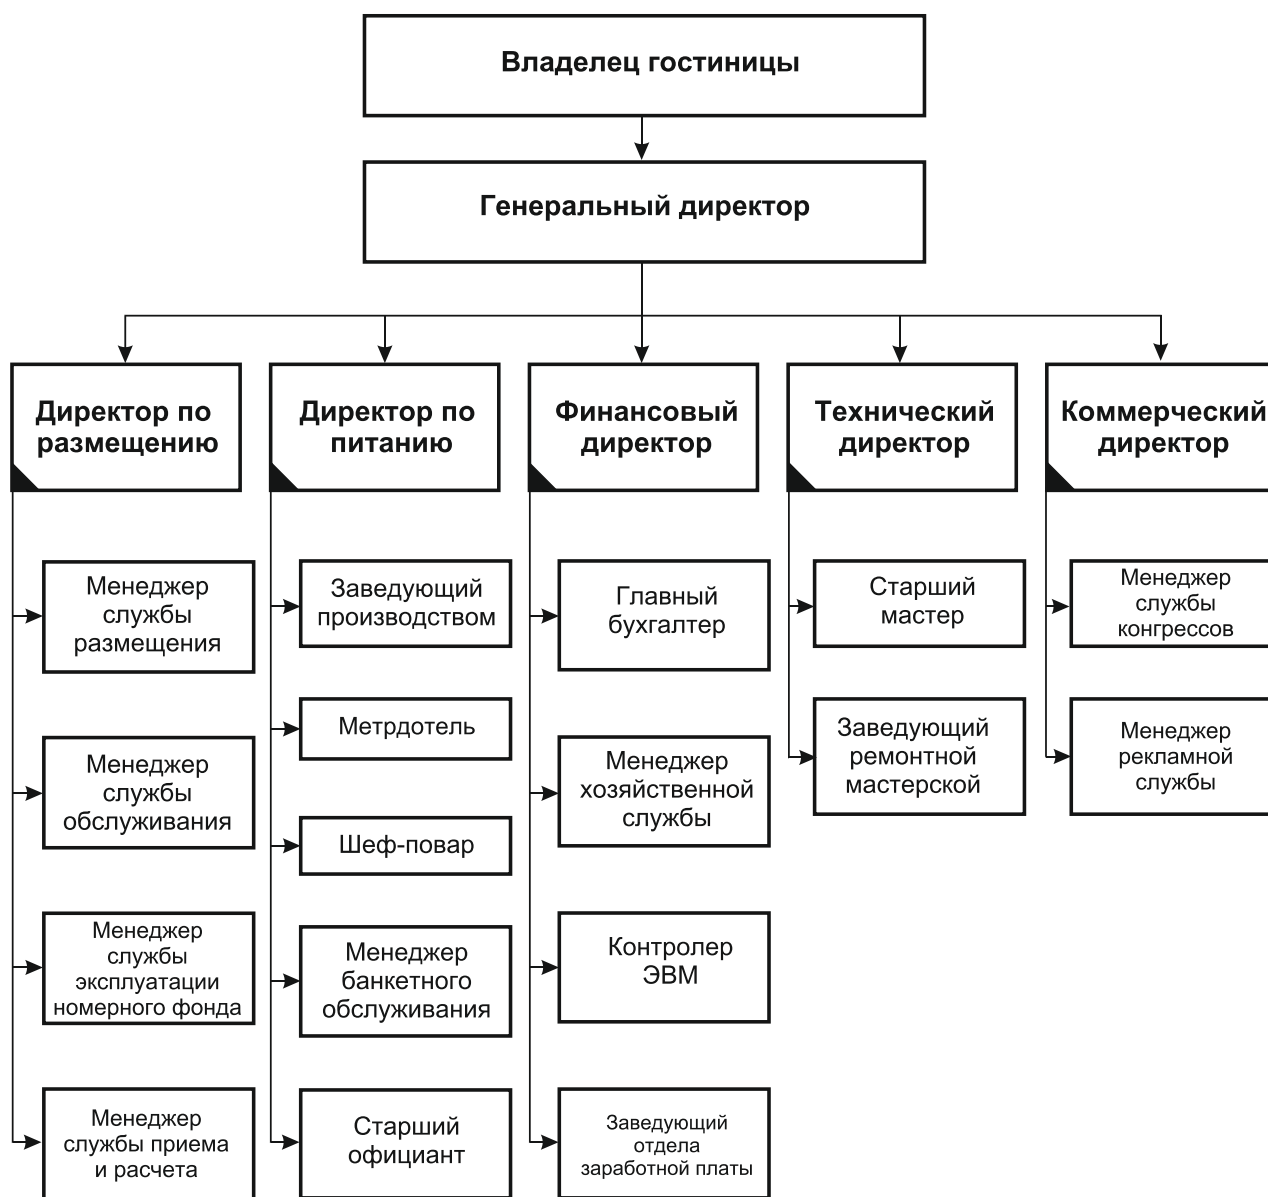 Владелец гостиницы
Генеральный директор
Директор по
размещению
Директор по
питанию
Финансовый
директор
Технический
директор
Коммерческий
директор
Менеджер
службы
размещения
Менеджер
службы
обслуживания
Менеджер
службы
эксплуатации
номерного фонда
Менеджер
службы приема
и расчета
Заведующий
производством
Метрдотель
Шеф-повар
Менеджер
банкетного
обслуживания
Старший
официант
Главный
бухгалтер
Менеджер
хозяйственной
службы
Контролер
ЭВМ
Заведующий
отдела
заработной платы
Старший
мастер
Заведующий
ремонтной
мастерской
Менеджер
службы
конгрессов
Менеджер
рекламной
службы